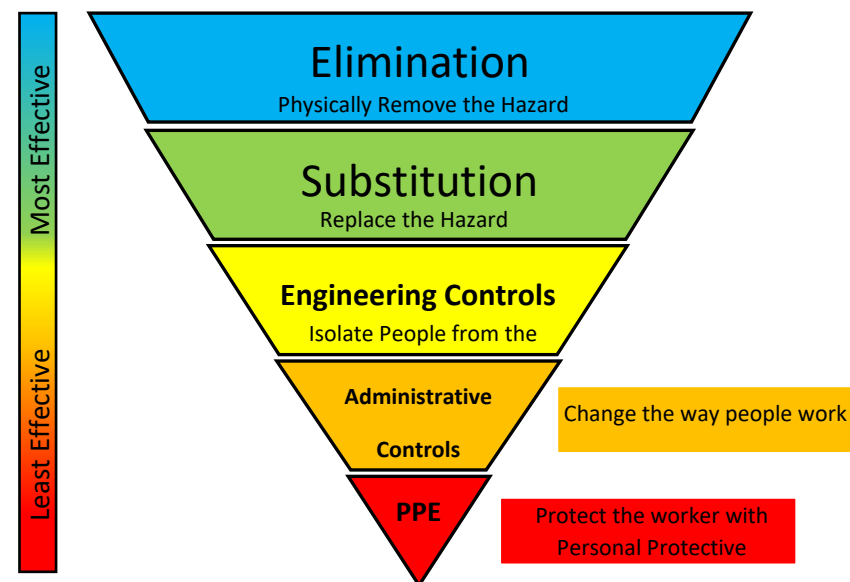 Most Effective
Least Effective
Elimination
Physically Remove the Hazard
Substitution
Replace the Hazard
Engineering Controls
Isolate People from the
Administrative
Controls
Change the way people work
PPE
Protect the worker with
Personal Protective